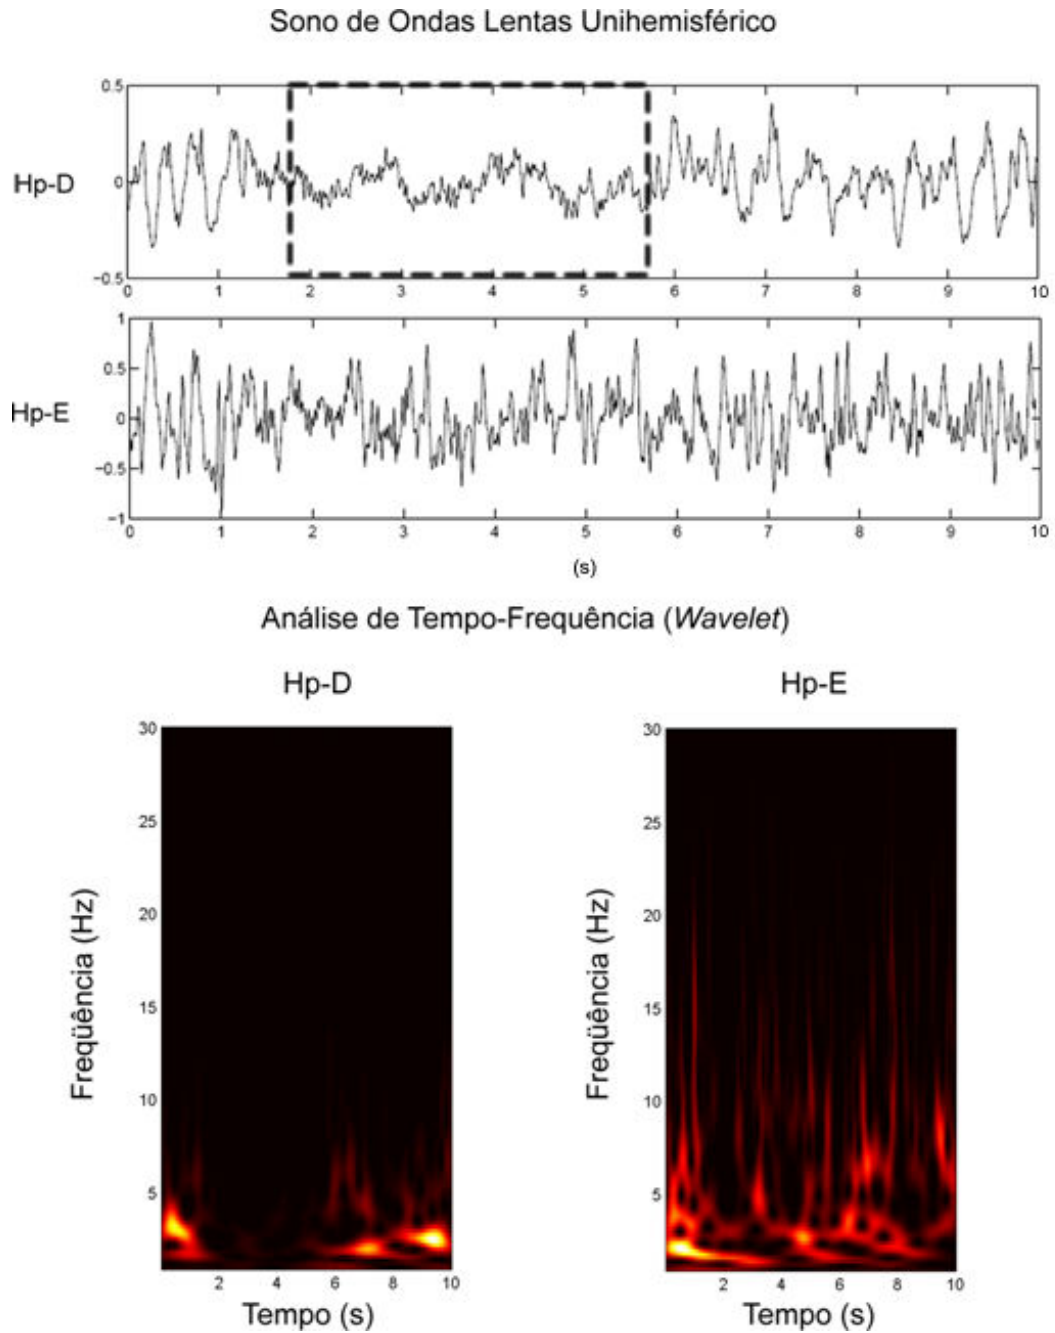 Sono de Ondas Lentas Unihemisférico
0.5
Hp-D
0
−0.5
0 1 2 3 4 5 6 7 8 9 10
1
0.5
Hp-E
0
−0.5
−1
0 1 2 3 4 5 6 7 8 9 10
(s)
Análise de Tempo-Frequência (Wavelet)
Hp-D
Hp-E
30
25
20
15
10
5
Freqüência (Hz)
2 4 6 8 10
Tempo (s)
30
25
20
15
10
5
Freqüência (Hz)
2 4 6 8 10
Tempo (s)